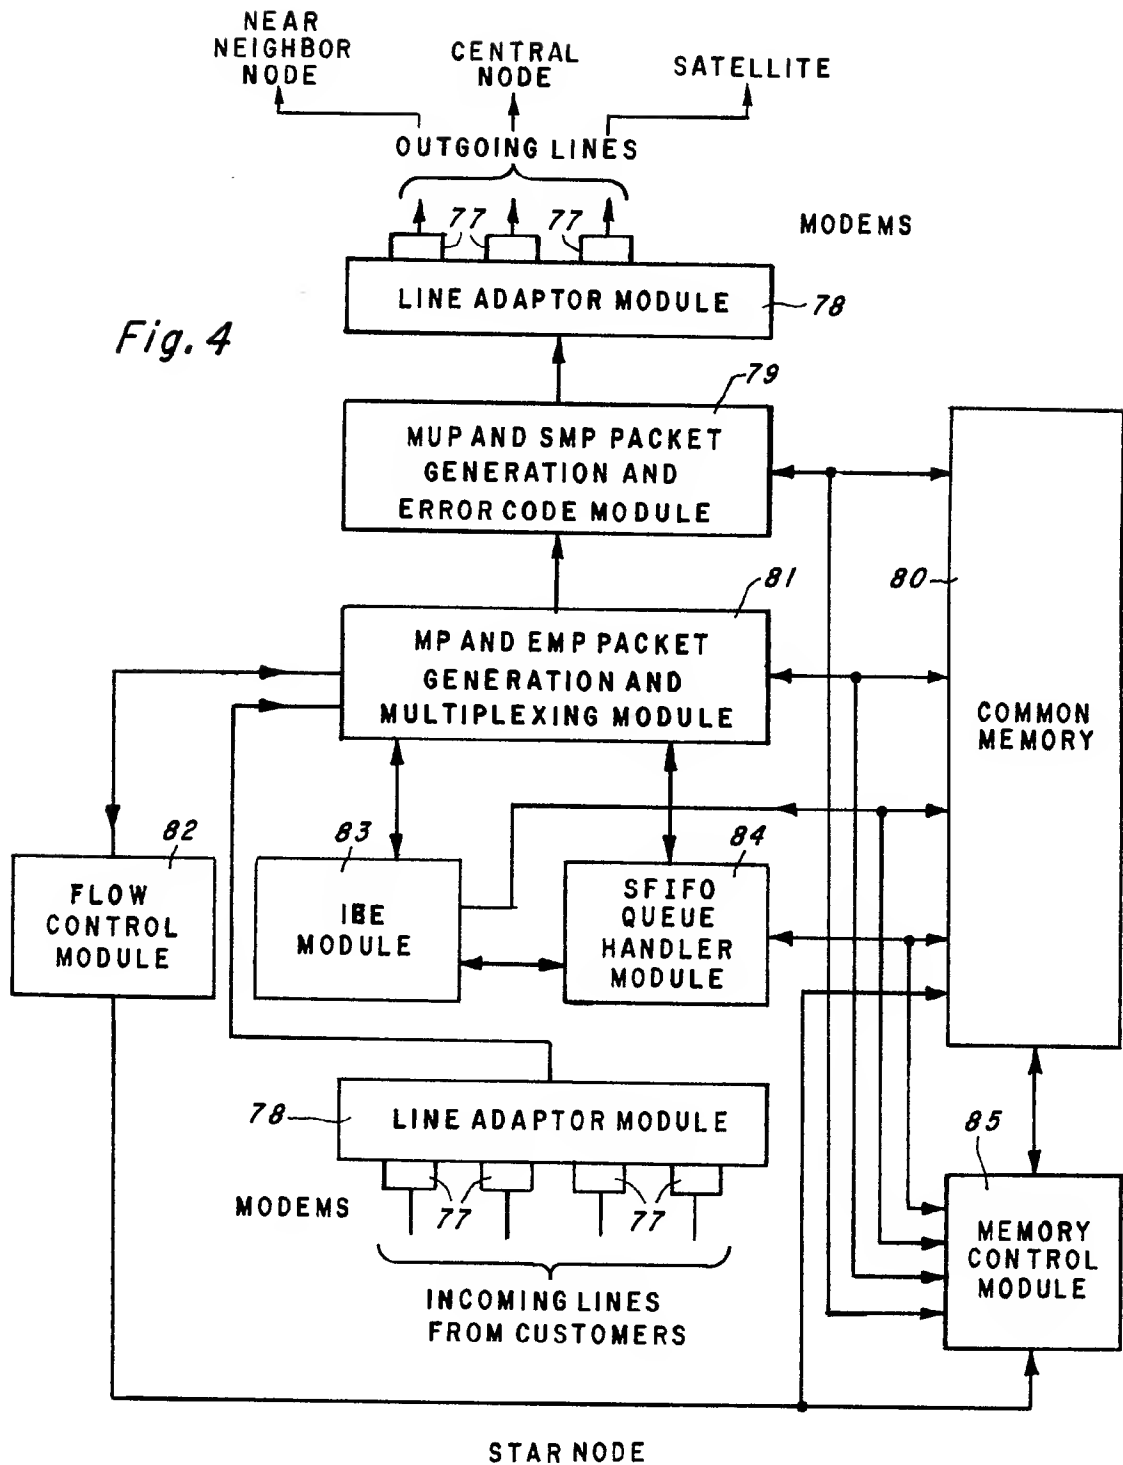 NEAR
NEIGHBOR
NODE
CENTRAL
NODE
SATELLITE
OUTGOING LINES
77
77
MODEMS
LINE ADAPTOR MODULE
78
Fig. 4
79
MUP AND SMP PACKET
GENERATION AND
ERROR CODE MODULE
81
80
MP AND EMP PACKET
GENERATION AND
MULTIPLEXING MODULE
COMMON
MEMORY
82
83
84
FLOW
CONTROL
MODULE
IBE
MODULE
SFIFO
QUEUE
HANDLER
MODULE
78
LINE ADAPTOR MODULE
85
MODEMS
77
77
MEMORY
CONTROL
MODULE
INCOMING LINES
FROM CUSTOMERS
STAR NODE